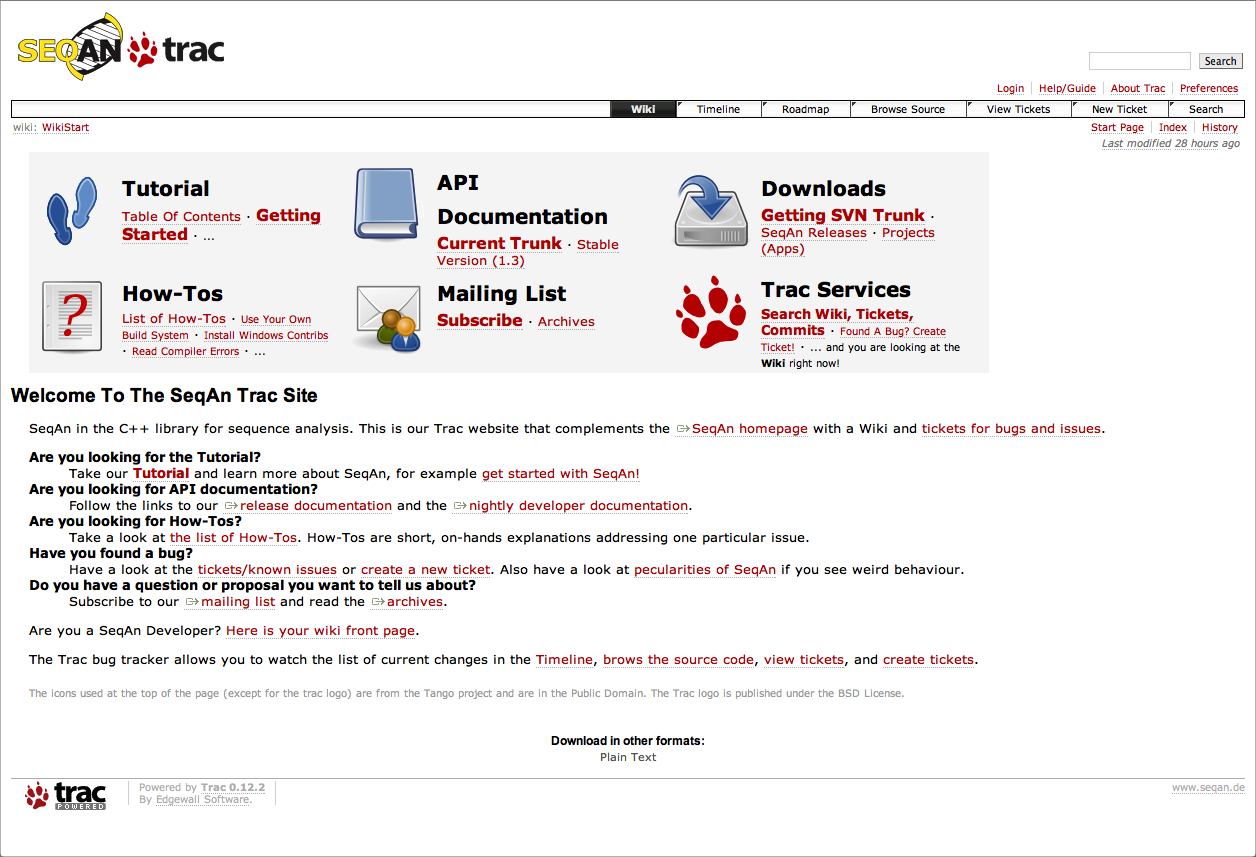 SEQAN trac
Search
Login Help/Guide About Trac Preferences
Wiki Timeline Roadmap Browse Source View Tickets New Ticket Search
wiki: WikiStart
Start Page Index History
Last modified 28 hours ago
Tutorial
Table Of Contents · Getting
Started · ...
API
Documentation
Current Trunk · Stable
Version (1.3)
Downloads
Getting SVN Trunk ·
SeqAn Releases · Projects
(Apps)
?
How-Tos
List of How-Tos · Use Your Own
Build System · Install Windows Contribs
· Read Compiler Errors · ...
Mailing List
Subscribe · Archives
Trac Services
Search Wiki, Tickets,
Commits · Found A Bug? Create
Ticket! · ... and you are looking at the
Wiki right now!
Welcome To The SeqAn Trac Site
SeqAn in the C++ library for sequence analysis. This is our Trac website that complements the SeqAn homepage with a Wiki and tickets for bugs and issues.
Are you looking for the Tutorial?
Take our Tutorial and learn more about SeqAn, for example get started with SeqAn!
Are you looking for API documentation?
Follow the links to our release documentation and the nightly developer documentation.
Are you looking for How-Tos?
Take a look at the list of How-Tos. How-Tos are short, on-hands explanations addressing one particular issue.
Have you found a bug?
Have a look at the tickets/known issues or create a new ticket. Also have a look at pecularities of SeqAn if you see weird behaviour.
Do you have a question or proposal you want to tell us about?
Subscribe to our mailing list and read the archives.
Are you a SeqAn Developer? Here is your wiki front page.
The Trac bug tracker allows you to watch the list of current changes in the Timeline, brows the source code, view tickets, and create tickets.
The icons used at the top of the page (except for the trac logo) are from the Tango project and are in the Public Domain. The Trac logo is published under the BSD License.
Download in other formats:
Plain Text
trac
POWERED
Powered by Trac 0.12.2
By Edgewall Software.
www.seqan.de